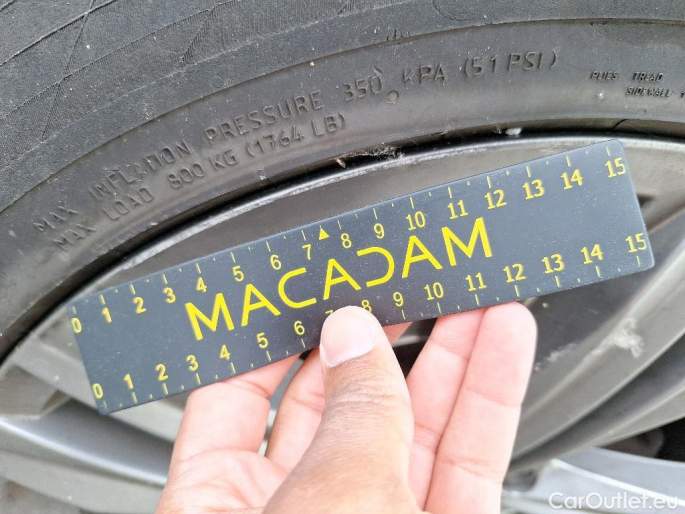 MAX INFLATION PRESSURE 350 KPA (51 PSI)
MAX LOAD 800 KG (1764 LB)
PLIES TREAD
SIDEWALL
0 1 2 3 4 5 6 7 8 9 10 11 12 13 14 15
MACADAM
0 1 2 3 4 5 6 7 8 9 10 11 12 13 14 15
CarOutlet.eu